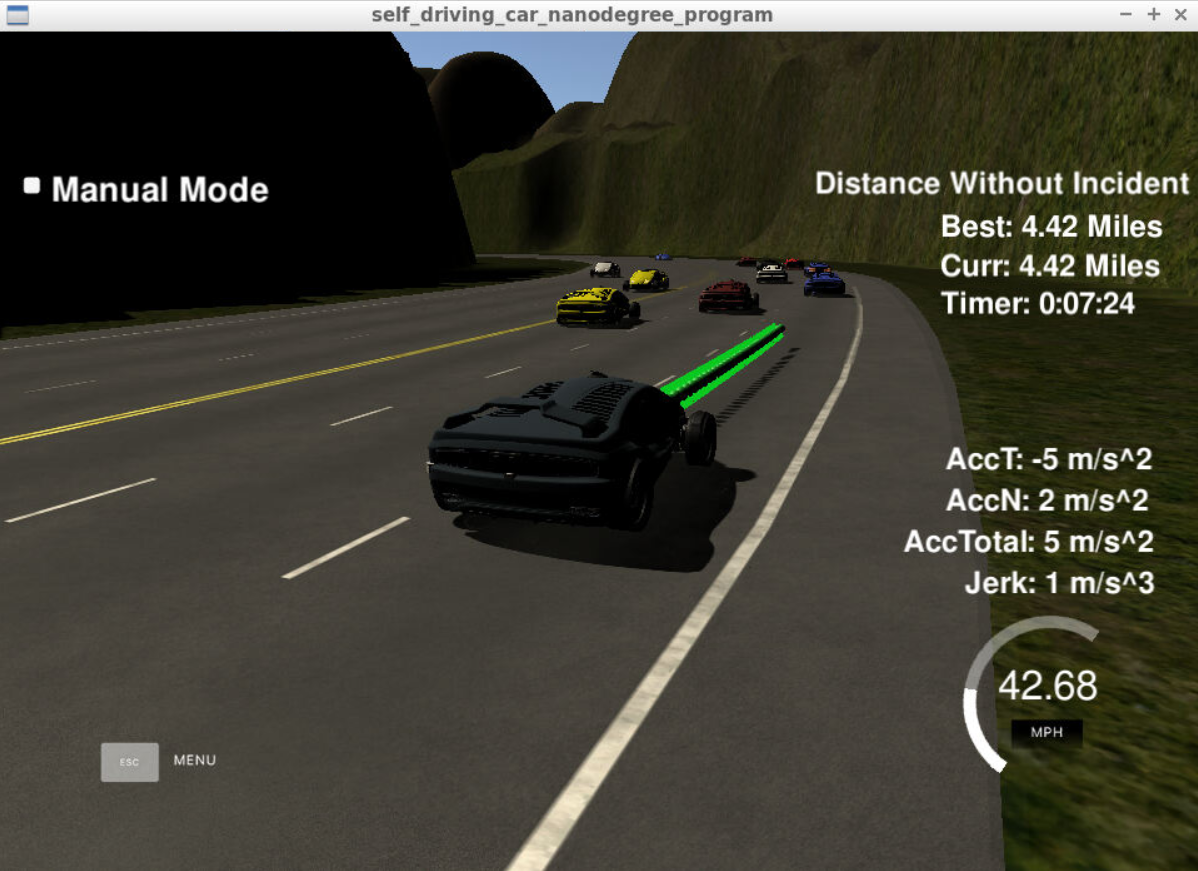 self_driving_car_nanodegree_program
Manual Mode
Distance Without Incident
Best: 4.42 Miles
Curr: 4.42 Miles
Timer: 0:07:24
AccT: -5 m/s^2
AccN: 2 m/s^2
AccTotal: 5 m/s^2
Jerk: 1 m/s^3
42.68
MPH
ESC
MENU